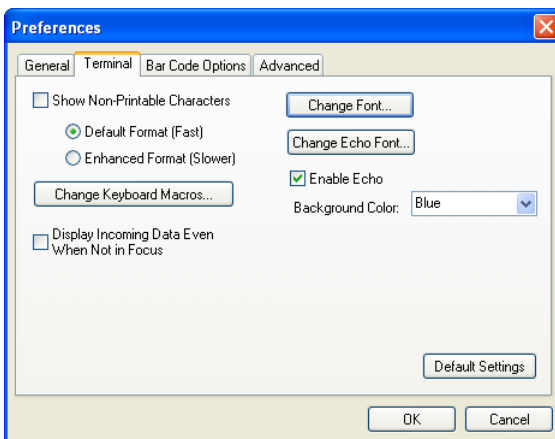 Preferences
General Terminal Bar Code Options Advanced
Show Non-Printable Characters
Default Format (Fast)
Enhanced Format (Slower)
Change Keyboard Macros...
Display Incoming Data Even
When Not in Focus
Change Font...
Change Echo Font...
Enable Echo
Background Color: Blue
Default Settings
OK Cancel